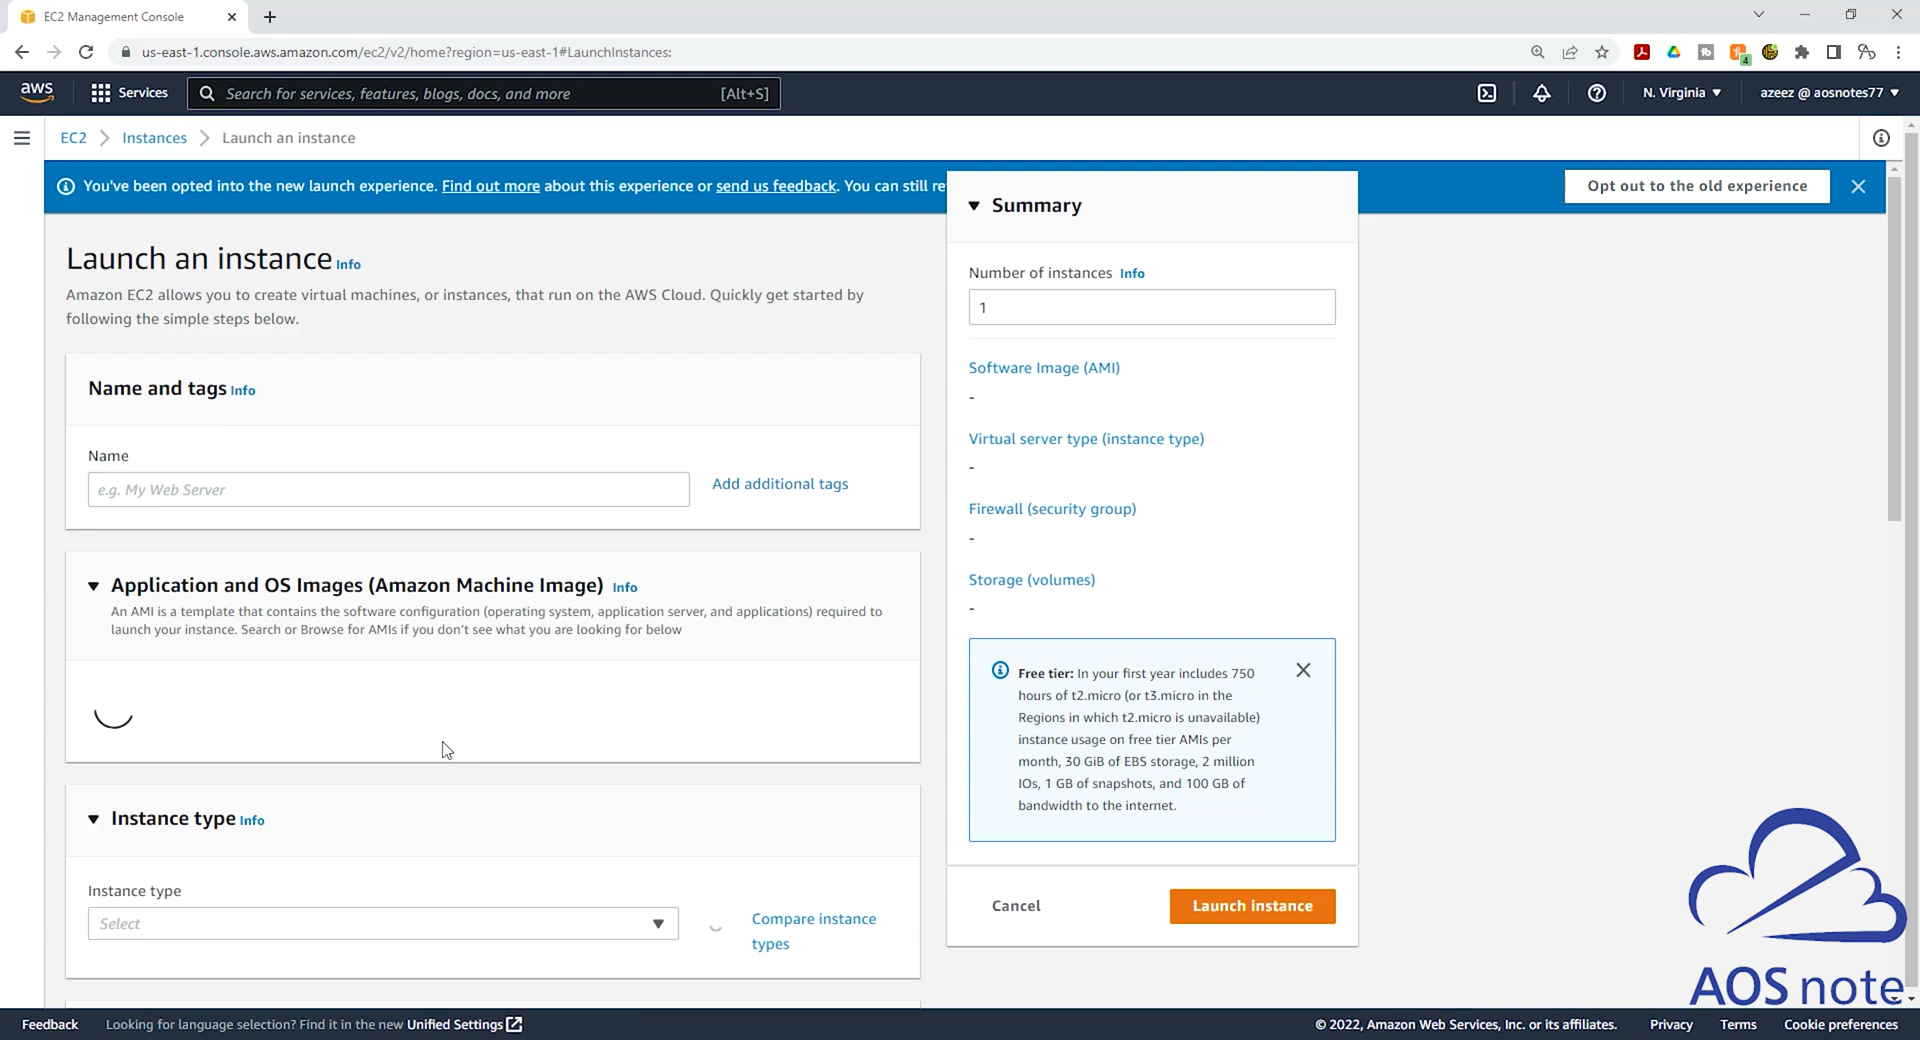 EC2 Management Console
us-east-1.console.aws.amazon.com/ec2/v2/home?region=us-east-1#LaunchInstances:
4
aws
Services
Search for services, features, blogs, docs, and more
[Alt+S]
N. Virginia
azeez @ aosnotes77
EC2
Instances
Launch an instance
You've been opted into the new launch experience. Find out more about this experience or send us feedback. You can still re
Opt out to the old experience
Launch an instance Info
Amazon EC2 allows you to create virtual machines, or instances, that run on the AWS Cloud. Quickly get started by
following the simple steps below.
Name and tags Info
Name
e.g. My Web Server
Add additional tags
Application and OS Images (Amazon Machine Image) Info
An AMI is a template that contains the software configuration (operating system, application server, and applications) required to
launch your instance. Search or Browse for AMIs if you don't see what you are looking for below
Instance type Info
Instance type
Select
Compare instance
types
Summary
Number of instances Info
1
Software Image (AMI)
-
Virtual server type (instance type)
-
Firewall (security group)
-
Storage (volumes)
-
Free tier: In your first year includes 750
hours of t2.micro (or t3.micro in the
Regions in which t2.micro is unavailable)
instance usage on free tier AMIs per
month, 30 GiB of EBS storage, 2 million
IOs, 1 GB of snapshots, and 100 GB of
bandwidth to the internet.
Cancel
Launch instance
AOS note
Feedback
Looking for language selection? Find it in the new Unified Settings
© 2022, Amazon Web Services, Inc. or its affiliates.
Privacy
Terms
Cookie preferences